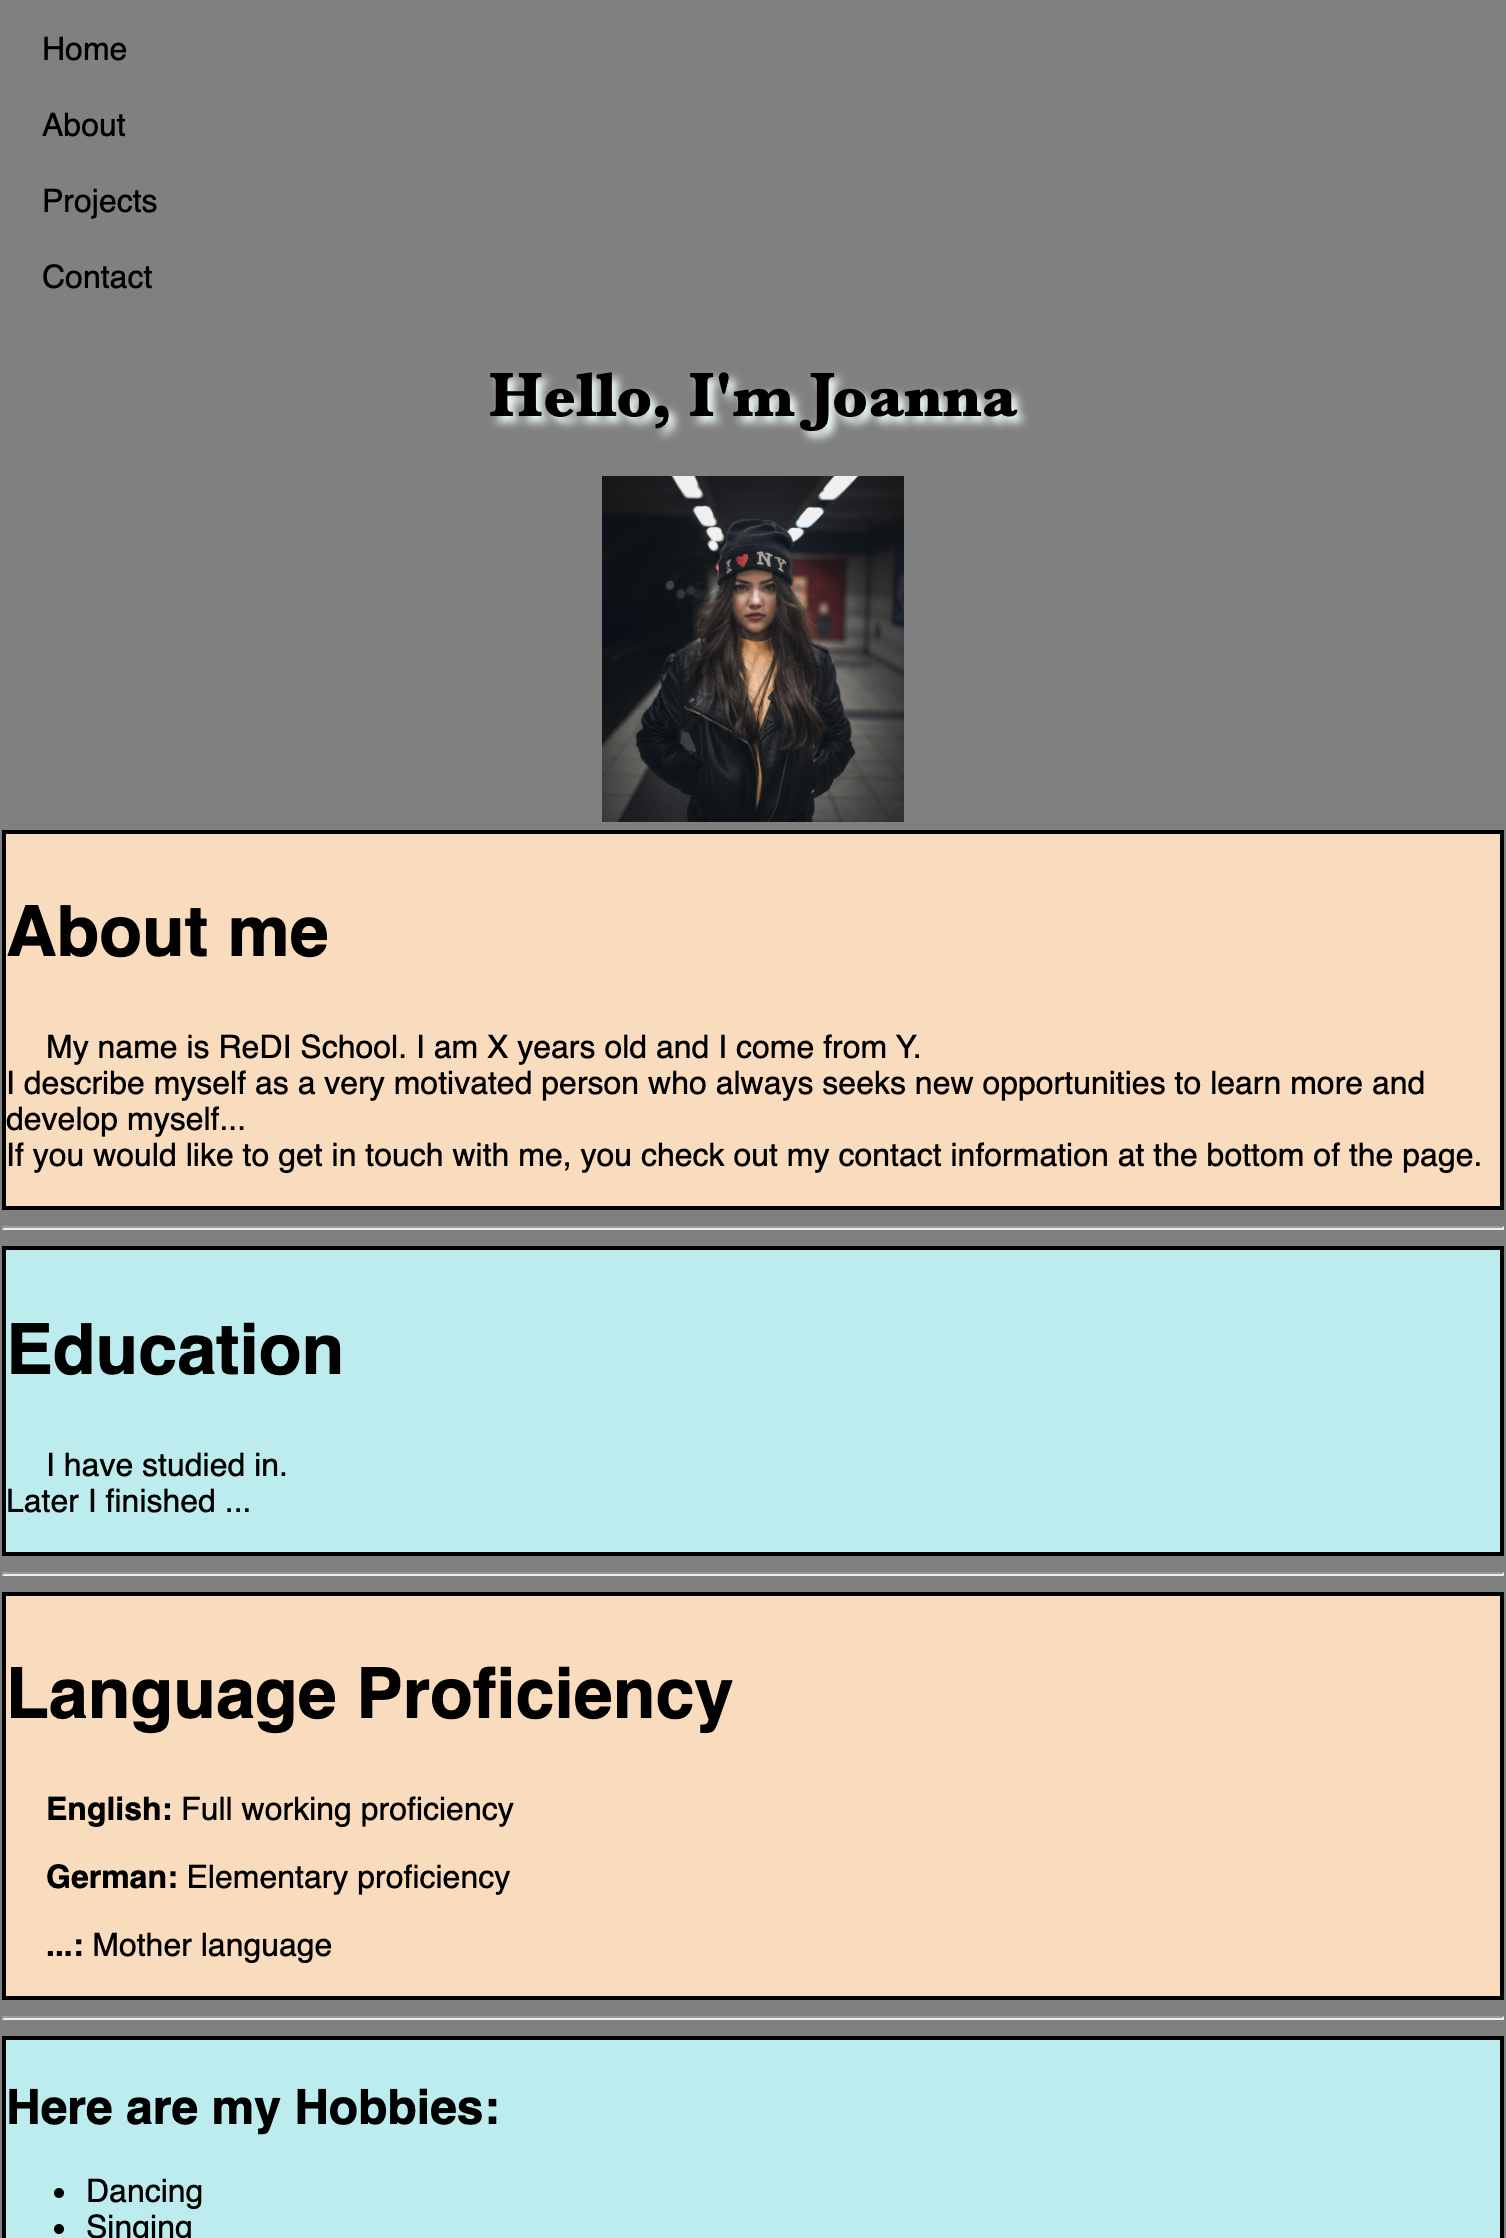 Home
About
Projects
Contact
Hello, I'm Joanna
I ♥ NY
About me
My name is ReDI School. I am X years old and I come from Y.
I describe myself as a very motivated person who always seeks new opportunities to learn more and
develop myself...
If you would like to get in touch with me, you check out my contact information at the bottom of the page.
Education
I have studied in.
Later I finished ...
Language Proficiency
English: Full working proficiency
German: Elementary proficiency
...: Mother language
Here are my Hobbies:
• Dancing
• Singing